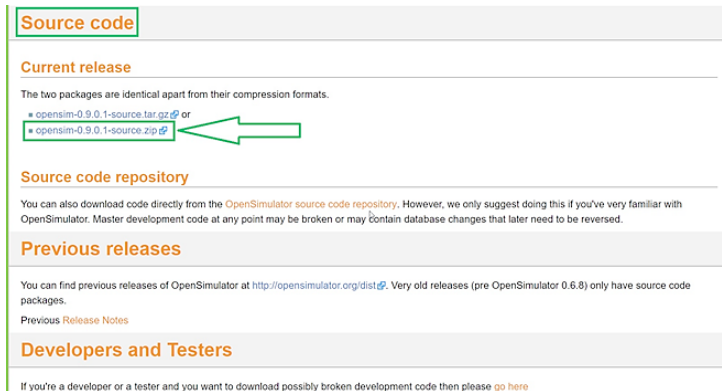 Source code
Current release
The two packages are identical apart from their compression formats.
opensim-0.9.0.1-source.tar.gz or
opensim-0.9.0.1-source.zip
Source code repository
You can also download code directly from the OpenSimulator source code repository. However, we only suggest doing this if you've very familiar with
OpenSimulator. Master development code at any point may be broken or may contain database changes that later need to be reversed.
Previous releases
You can find previous releases of OpenSimulator at http://opensimulator.org/dist. Very old releases (pre OpenSimulator 0.6.8) only have source code
packages.
Previous Release Notes
Developers and Testers
If you're a developer or a tester and you want to download possibly broken development code then please go here